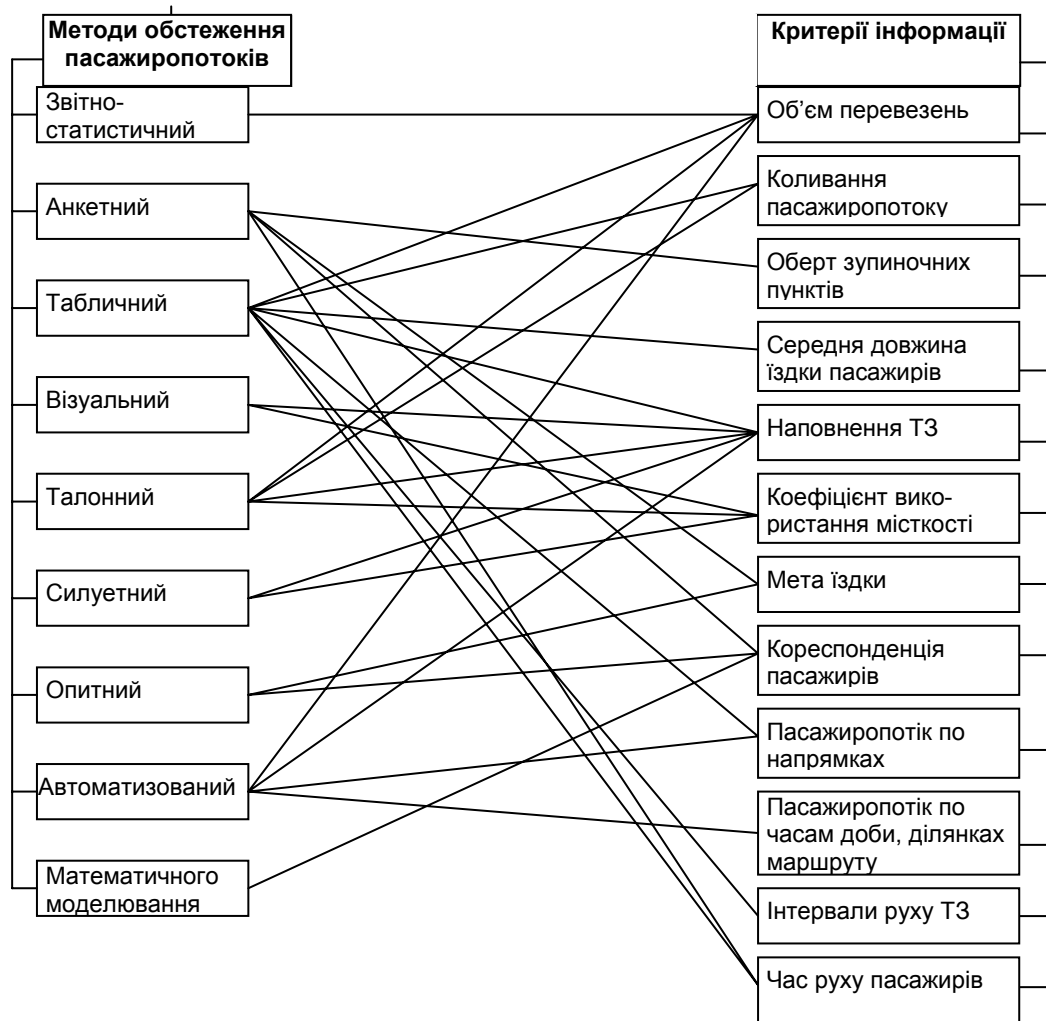 Методи обстеження
пасажиропотоків
Звітно-
статистичний
Анкетний
Табличний
Візуальний
Талонний
Силуетний
Опитний
Автоматизований
Математичного
моделювання
Критерії інформації
Об’єм перевезень
Коливання
пасажиропотоку
Оберт зупиночних
пунктів
Середня довжина
їздки пасажирів
Наповнення ТЗ
Коефіцієнт вико-
ристання місткості
Мета їздки
Кореспонденція
пасажирів
Пасажиропотік по
напрямках
Пасажиропотік по
часам доби, ділянках
маршруту
Інтервали руху ТЗ
Час руху пасажирів